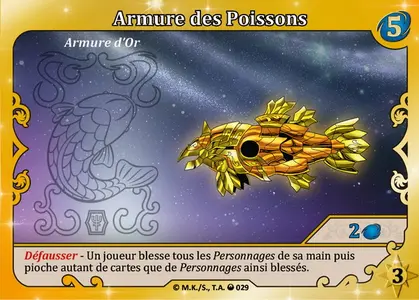 Armure des Poissons
5
Armure d'Or
2
Défausser - Un joueur blesse tous les Personnages de sa main puis
pioche autant de cartes que de Personnages ainsi blessés.
3
© M.K./S., T.A. 029